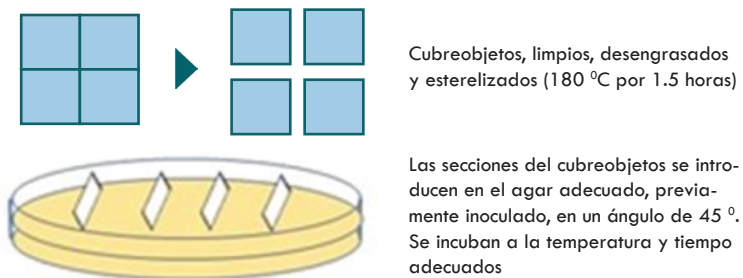 Cubreobjetos, limpios, desengrasados
y esterelizados (180 ⁰C por 1.5 horas)
Las secciones del cubreobjetos se intro-
ducen en el agar adecuado, previa-
mente inoculado, en un ángulo de 45 ⁰.
Se incuban a la temperatura y tiempo
adecuados